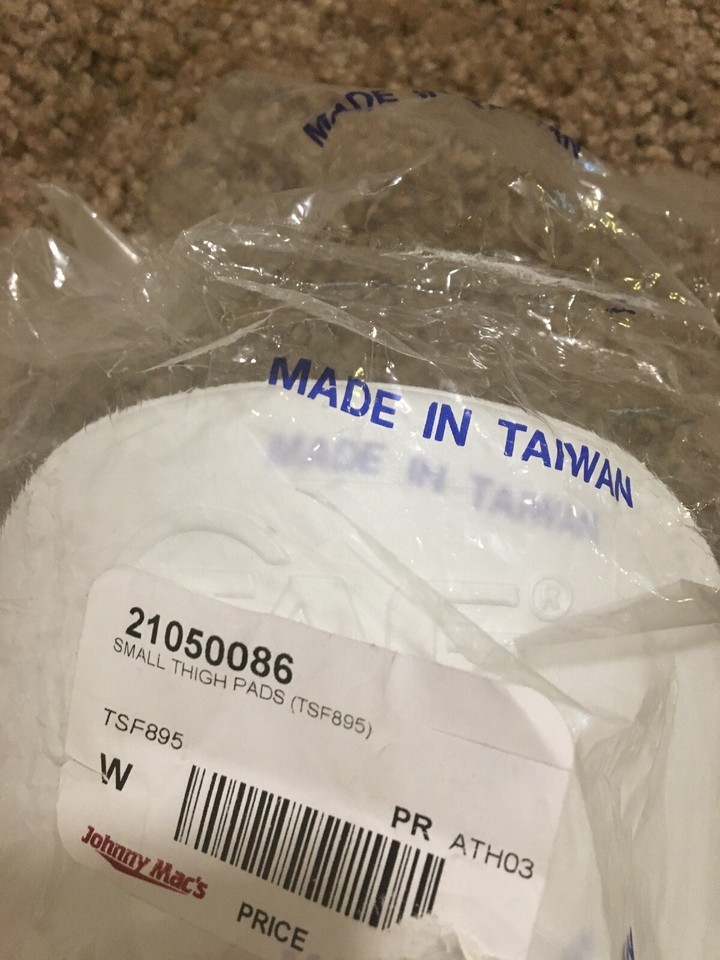 MADE IN TAIWAN
MADE IN TAIWAN
21050086
SMALL THIGH PADS (TSF895)
TSF895
W
PR ATH03
Johnny Mac's
PRICE